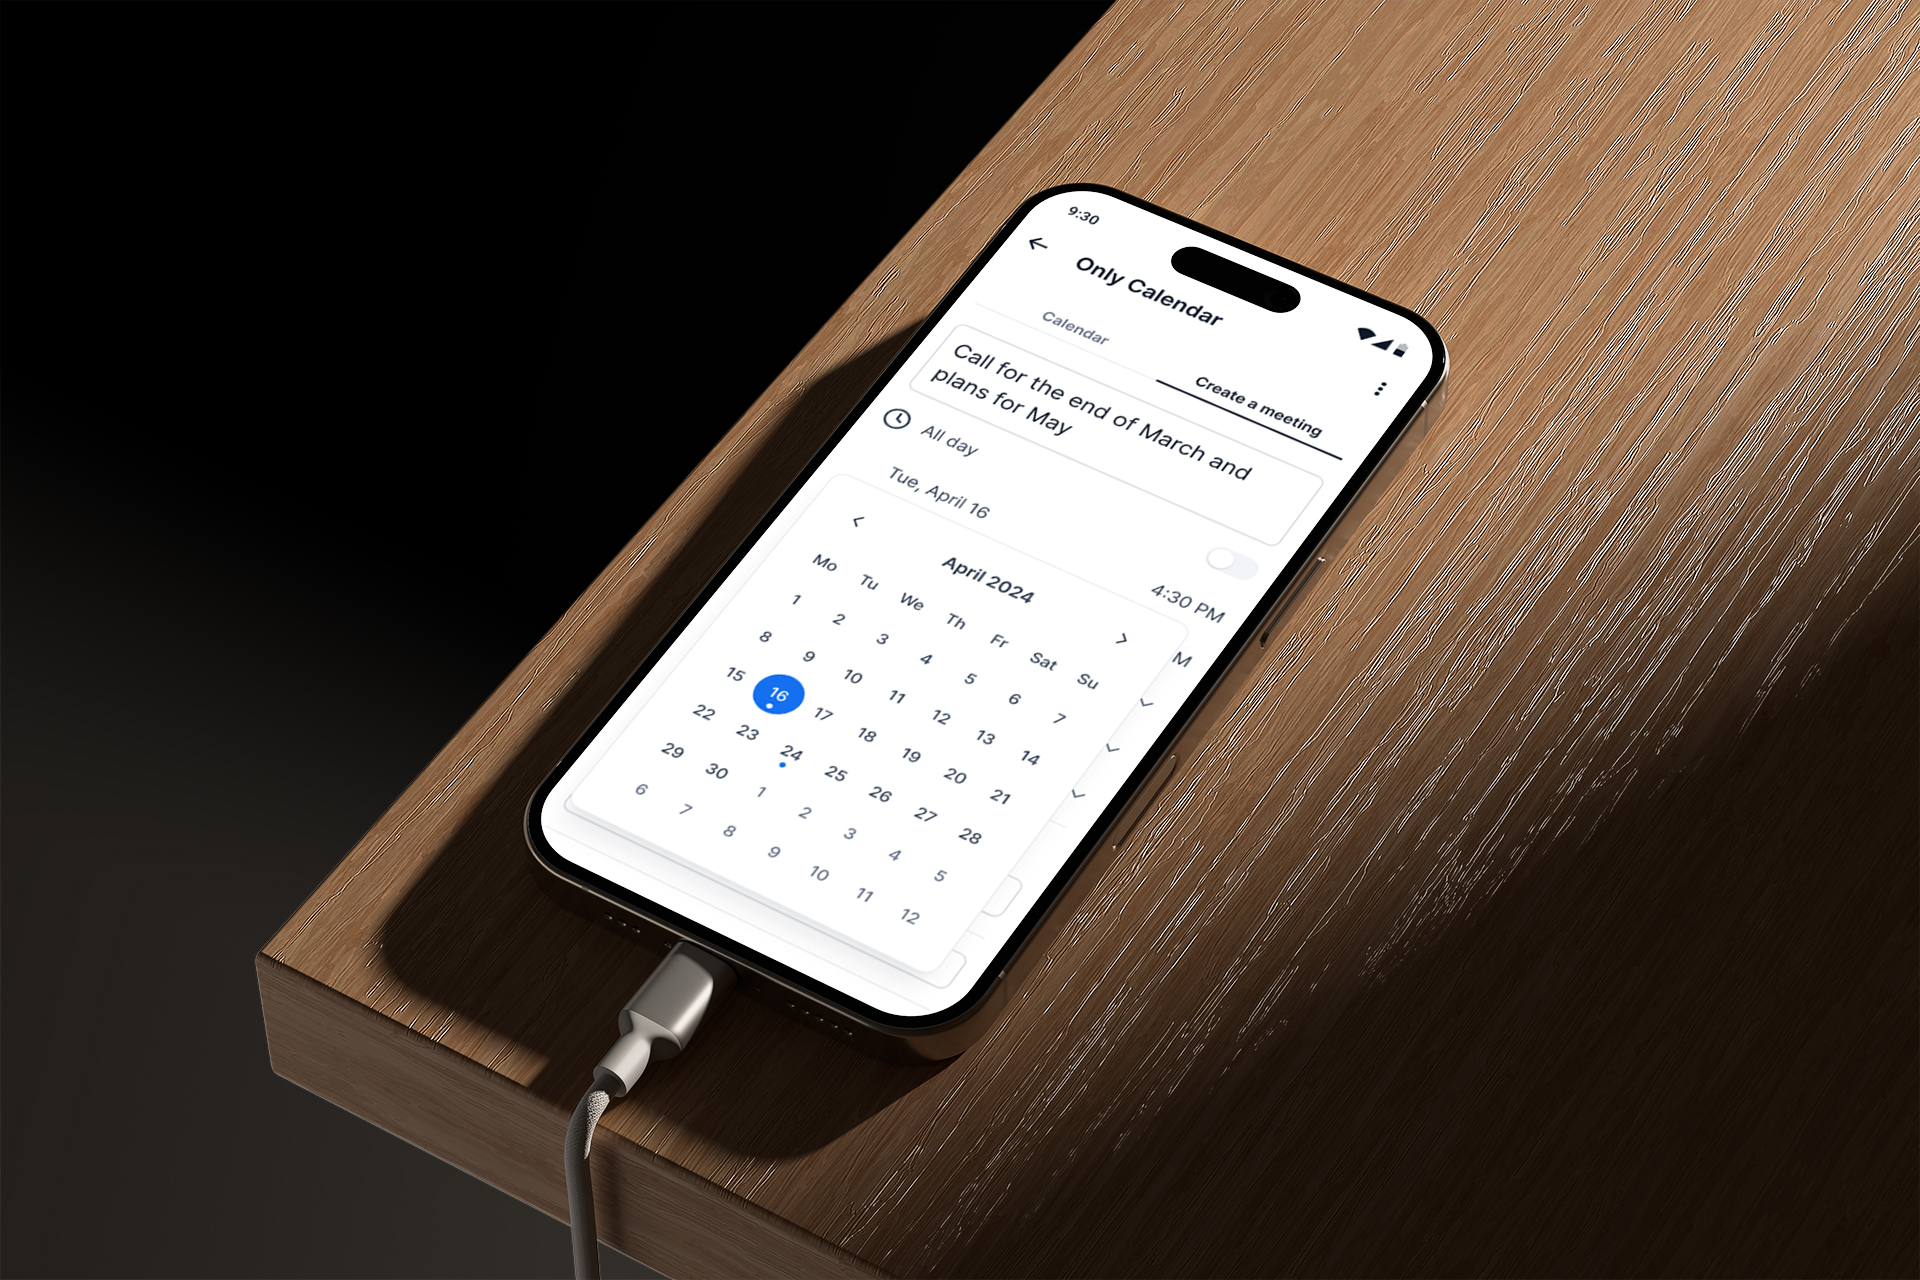 9:30
Only Calendar
Calendar
Create a meeting
Call for the end of March and
plans for May
All day
Tue, April 16
4:30 PM
April 2024
M
Mo Tu We Th Fr Sat Su
1 2 3 4 5 6 7
8 9 10 11 12 13 14
15 16 17 18 19 20 21
22 23 24 25 26 27 28
29 30 1 2 3 4 5
6 7 8 9 10 11 12